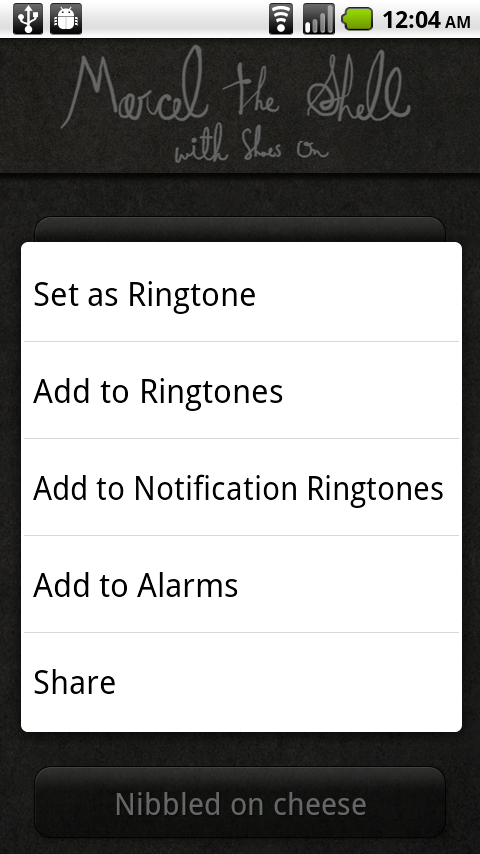 12:04 AM
Marcel the Shell
with Shoes On
Set as Ringtone
Add to Ringtones
Add to Notification Ringtones
Add to Alarms
Share
Nibbled on cheese